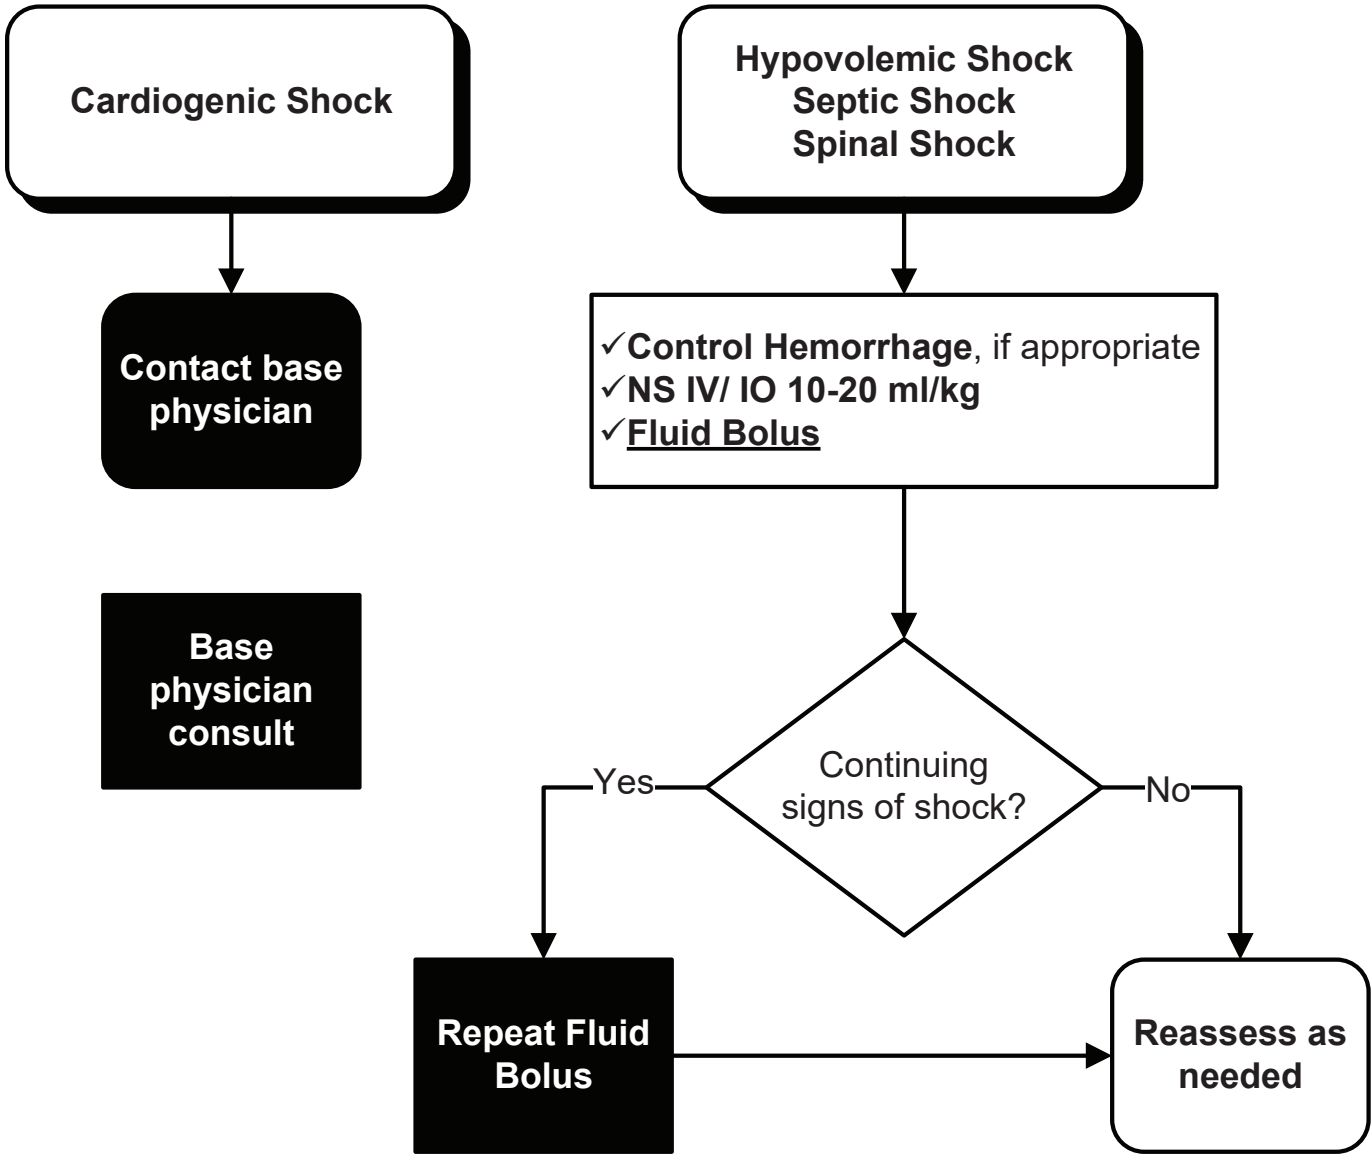 Cardiogenic Shock
Hypovolemic Shock
Septic Shock
Spinal Shock
Contact base
physician
✓Control Hemorrhage, if appropriate
✓NS IV/ IO 10-20 ml/kg
✓Fluid Bolus
Base
physician
consult
Continuing
signs of shock?
Yes
No
Repeat Fluid
Bolus
Reassess as
needed